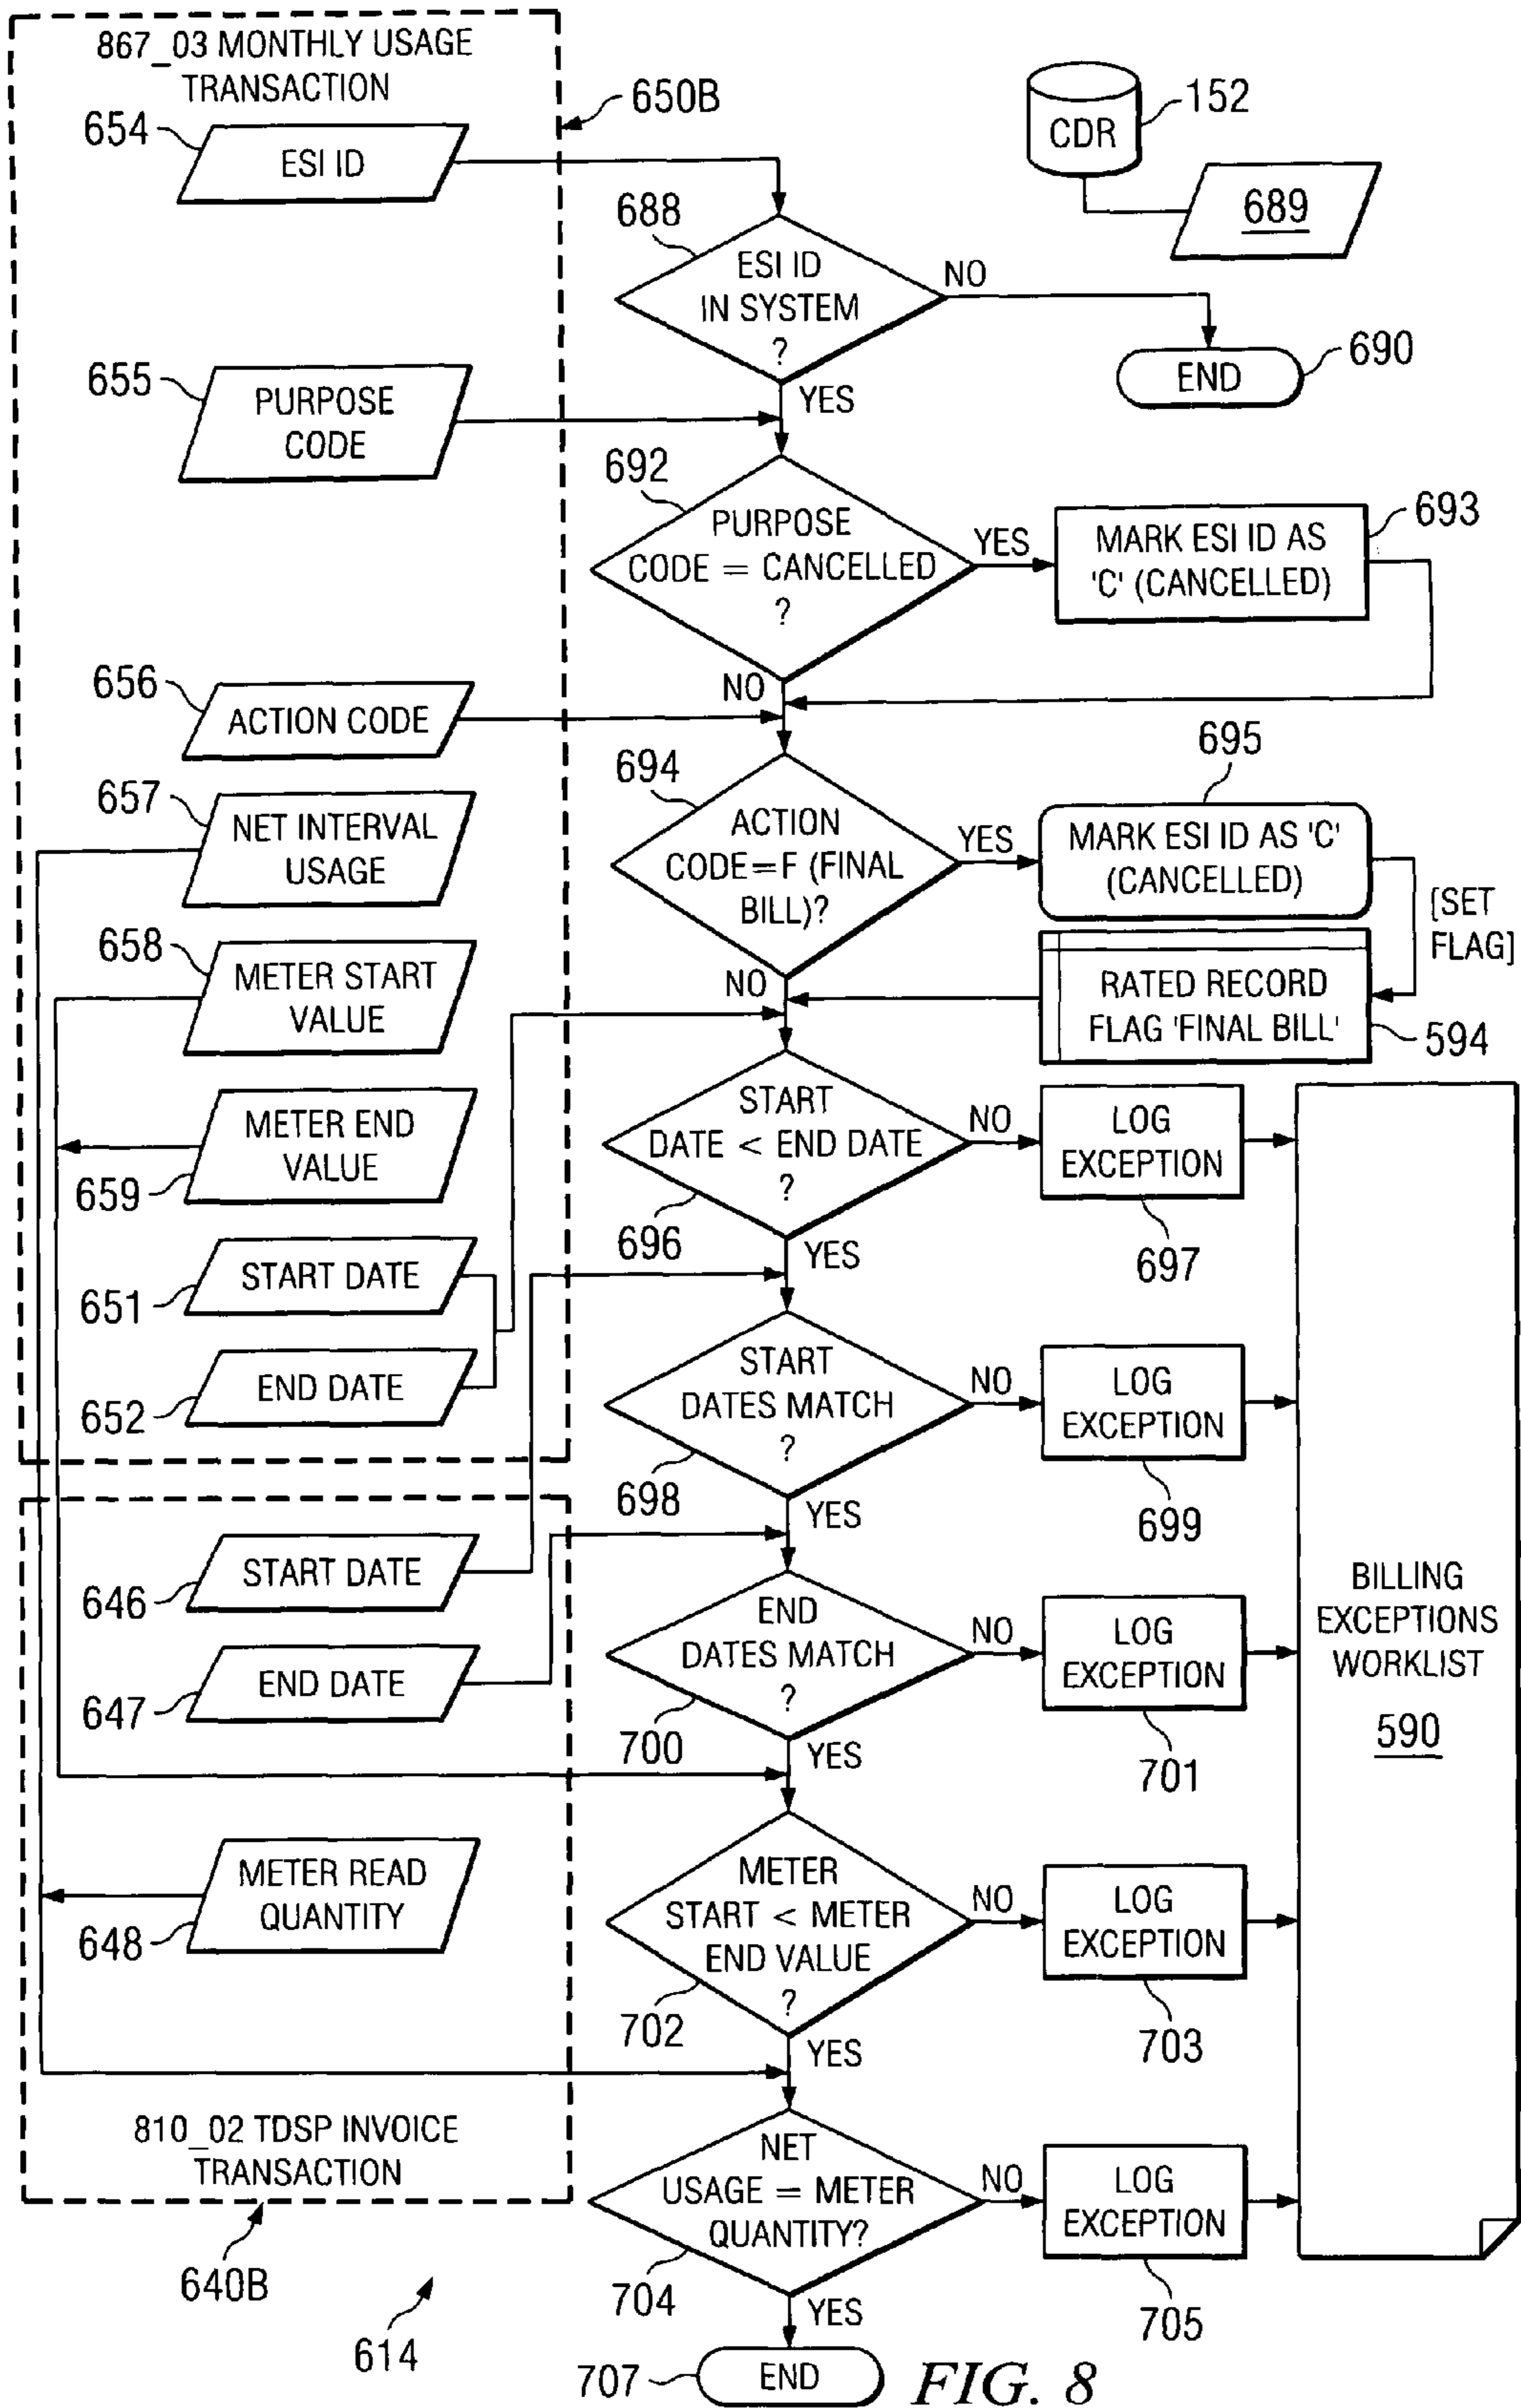 867_03 MONTHLY USAGE
TRANSACTION
650B
152
CDR
654
ESI ID
689
688
ESI ID
IN SYSTEM
?
NO
690
END
YES
655
PURPOSE
CODE
692
PURPOSE
CODE = CANCELLED
?
YES
693
MARK ESI ID AS
'C' (CANCELLED)
NO
656
ACTION CODE
695
694
ACTION
CODE=F (FINAL
BILL)?
YES
MARK ESI ID AS 'C'
(CANCELLED)
[SET
FLAG]
657
NET INTERVAL
USAGE
NO
RATED RECORD
FLAG 'FINAL BILL'
594
658
METER START
VALUE
START
DATE < END DATE
?
NO
LOG
EXCEPTION
METER END
VALUE
659
696
YES
697
START DATE
651
START
DATES MATCH
?
NO
LOG
EXCEPTION
END DATE
652
698
YES
699
START DATE
646
END
DATES MATCH
?
NO
LOG
EXCEPTION
BILLING
EXCEPTIONS
WORKLIST
590
END DATE
647
700
YES
701
METER READ
QUANTITY
648
METER
START < METER
END VALUE
?
NO
LOG
EXCEPTION
702
YES
703
810_02 TDSP INVOICE
TRANSACTION
NET
USAGE = METER
QUANTITY?
NO
LOG
EXCEPTION
640B
704
YES
705
614
707
END
FIG. 8